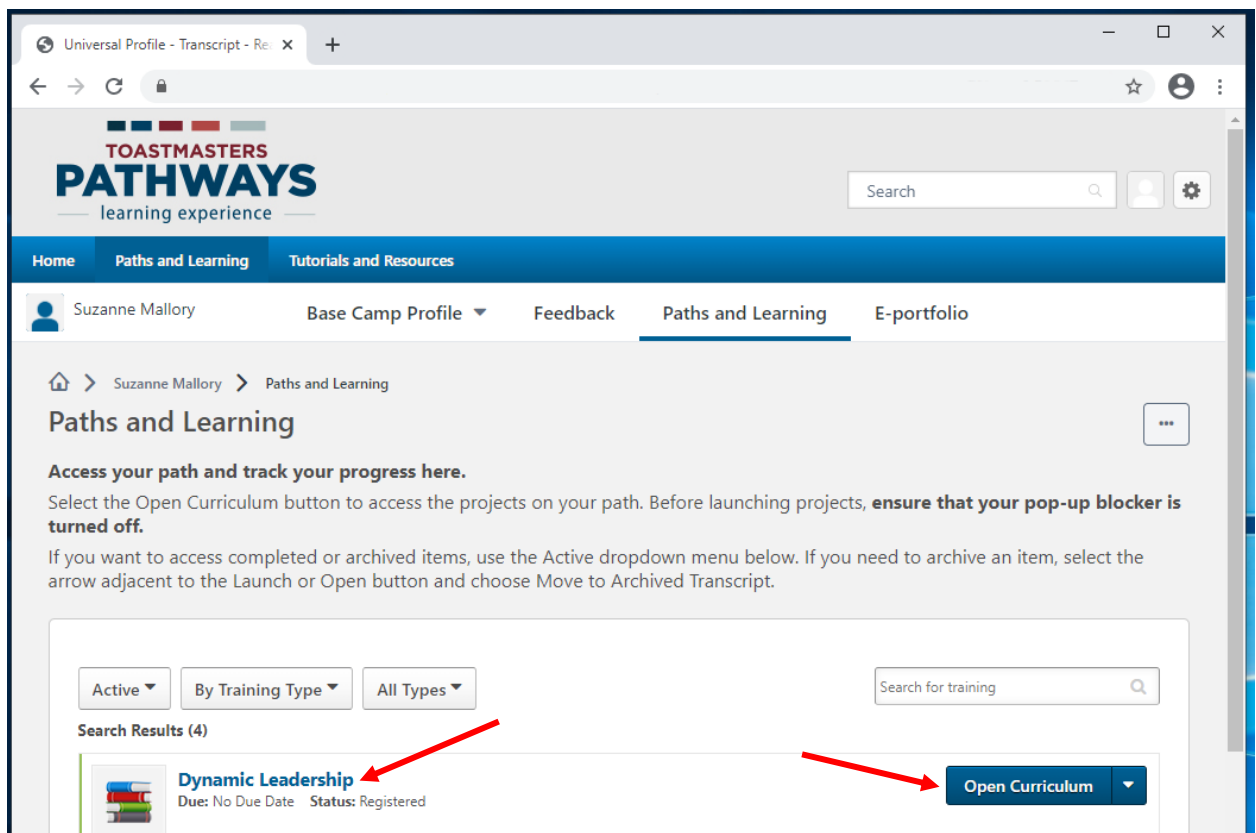 Universal Profile - Transcript - Re
TOASTMASTERS
PATHWAYS
learning experience
Search
Home Paths and Learning Tutorials and Resources
Suzanne Mallory Base Camp Profile Feedback Paths and Learning E-portfolio
Suzanne Mallory Paths and Learning
Paths and Learning
Access your path and track your progress here.
Select the Open Curriculum button to access the projects on your path. Before launching projects, ensure that your pop-up blocker is
turned off.
If you want to access completed or archived items, use the Active dropdown menu below. If you need to archive an item, select the
arrow adjacent to the Launch or Open button and choose Move to Archived Transcript.
Active By Training Type All Types Search for training
Search Results (4)
Dynamic Leadership Open Curriculum
Due: No Due Date Status: Registered